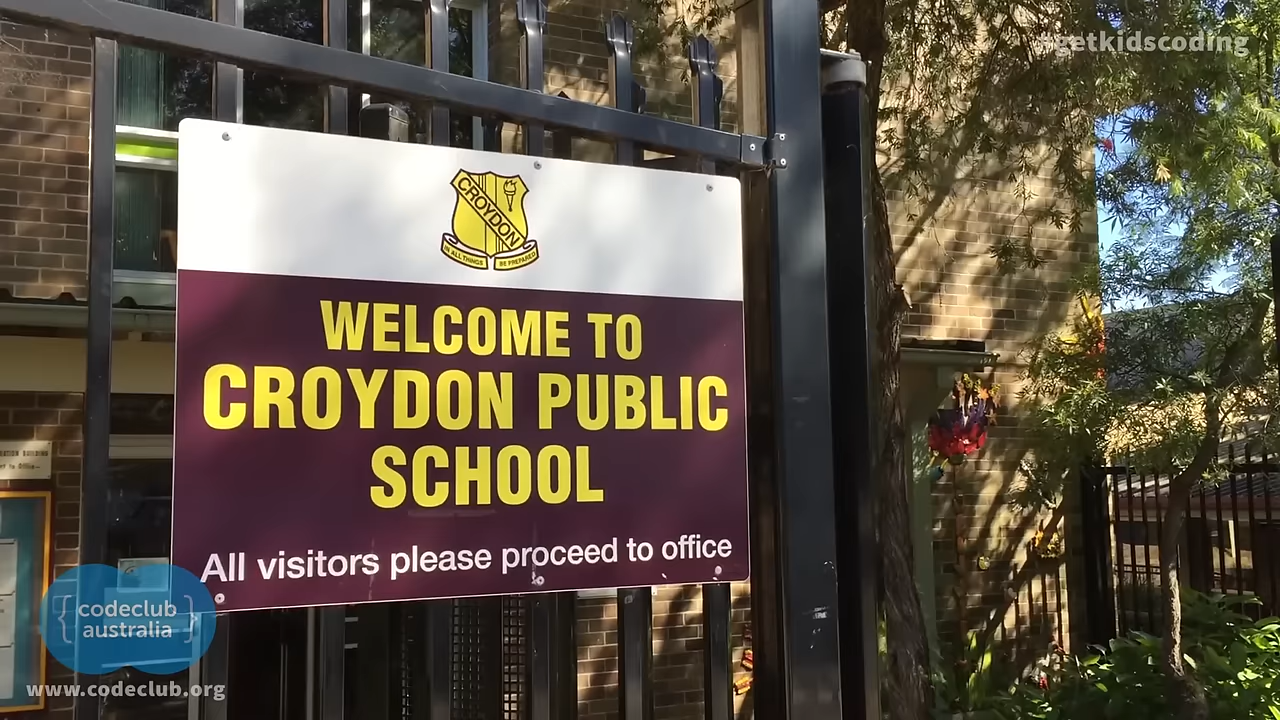 #getkidscoding
CROYDON
IN ALL THINGS BE PREPARED
WELCOME TO
CROYDON PUBLIC
SCHOOL
All visitors please proceed to office
codeclub
australia
www.codeclub.org